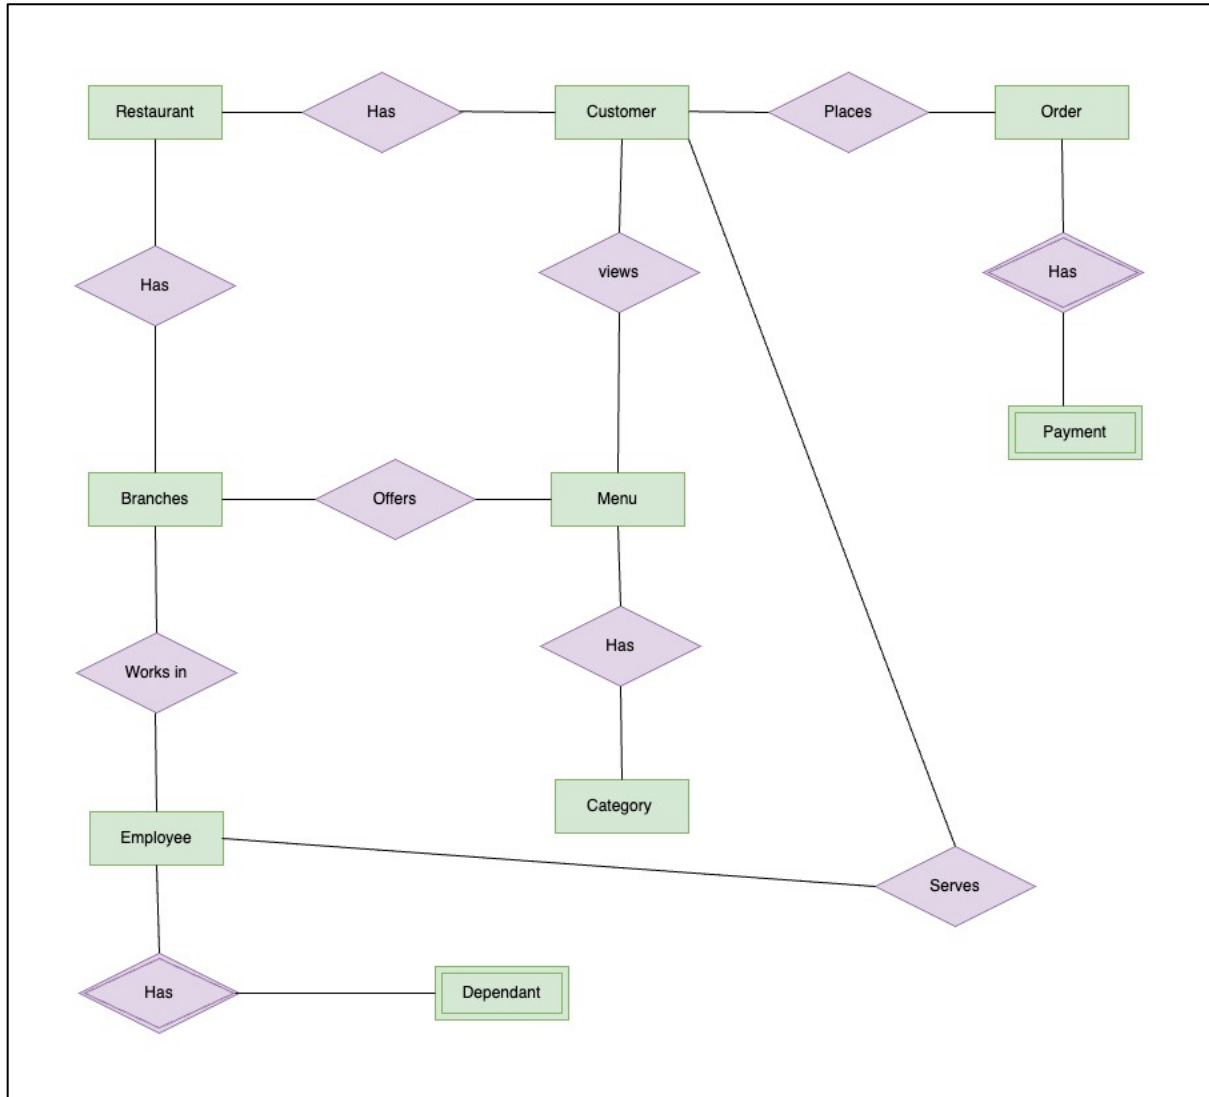 Restaurant
Has
Customer
Places
Order
Has
views
Has
Payment
Branches
Offers
Menu
Works in
Has
Category
Employee
Serves
Has
Dependant